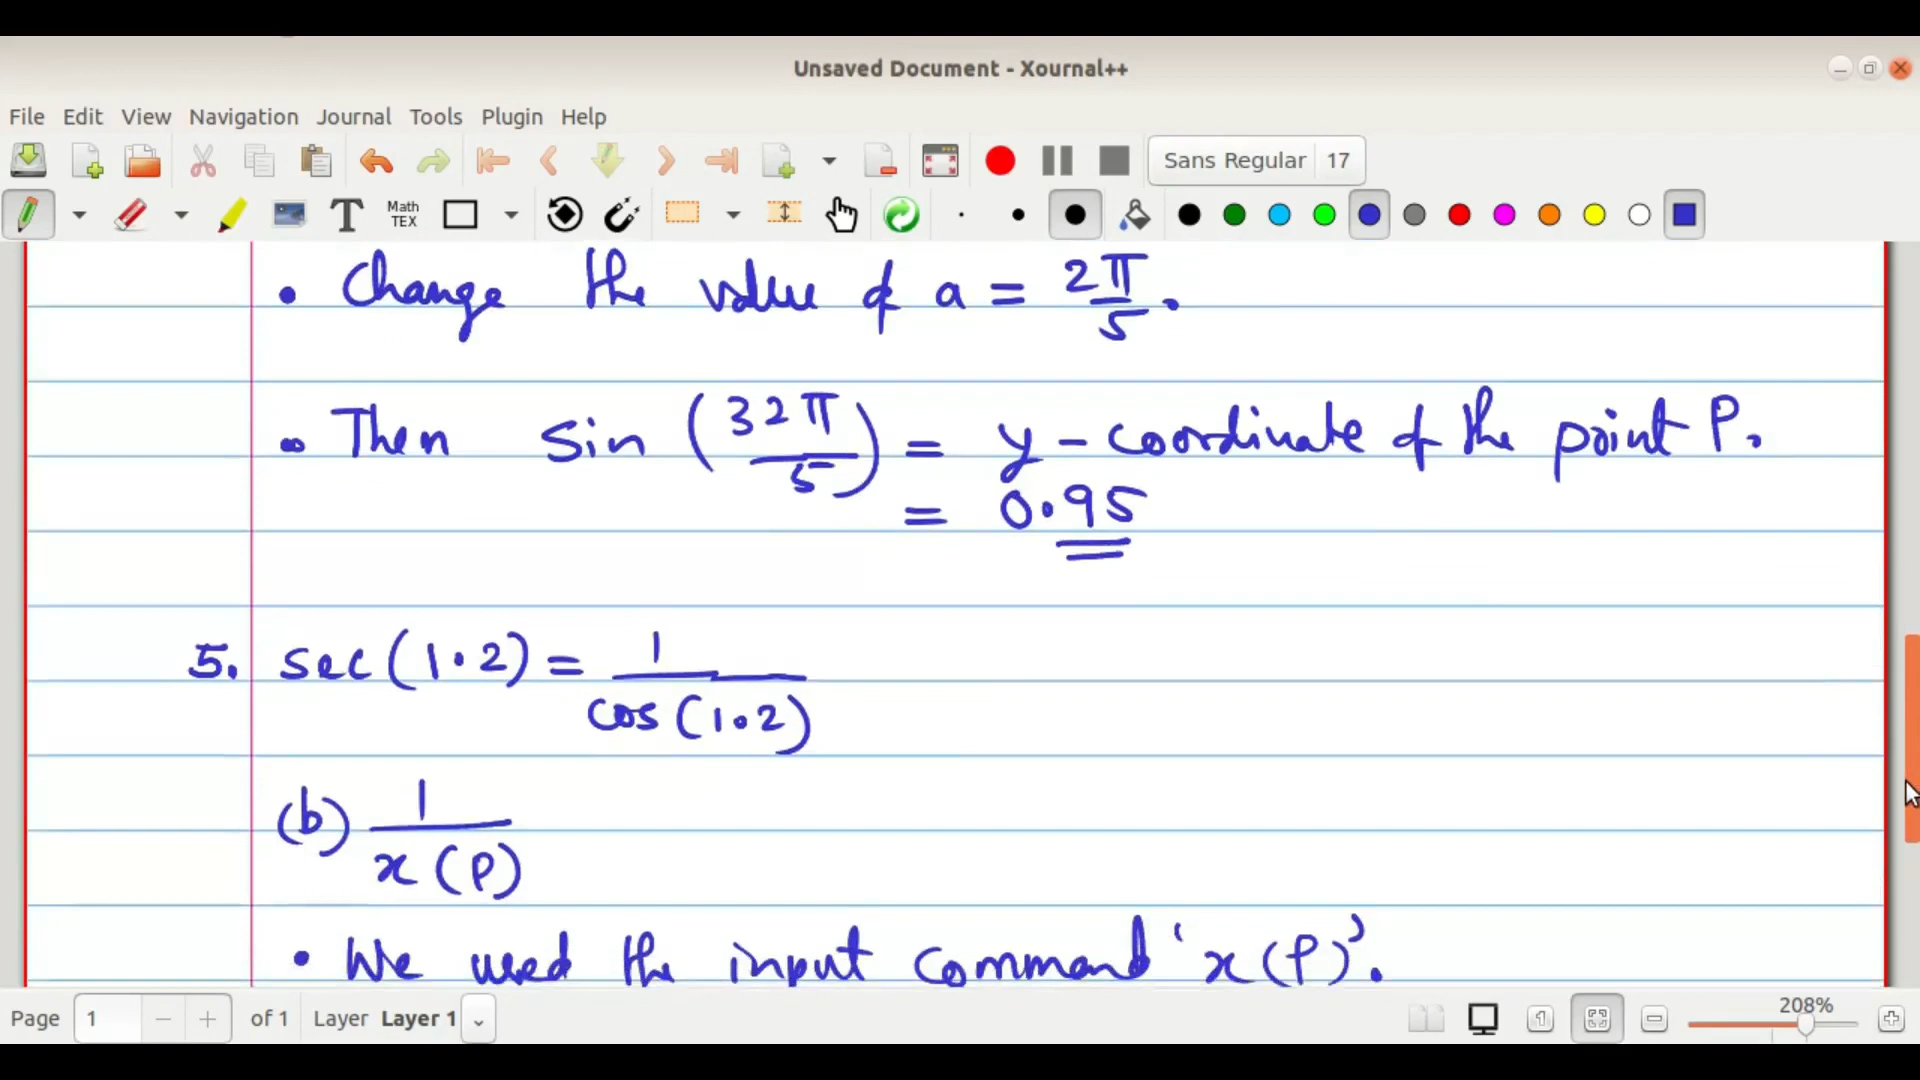 Unsaved Document - Xournal++
File Edit View Navigation Journal Tools Plugin Help
Sans Regular 17
Math TEX
• Change the value of a = 2π/5.
• Then sin (32π/5) = y - coordinate of the point P.
= 0.95
5. sec(1.2) = 1/cos(1.2)
(b) 1/x(P)
• We used the input command 'x(P)'.
Page 1 of 1 Layer Layer 1 208%